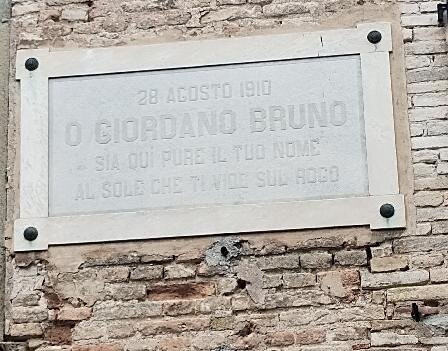 28 AGOSTO 1910
O GIORDANO BRUNO
SIA QUI PURE IL TUO NOME
AL SOLE CHE TI VIDE SUL ROGO